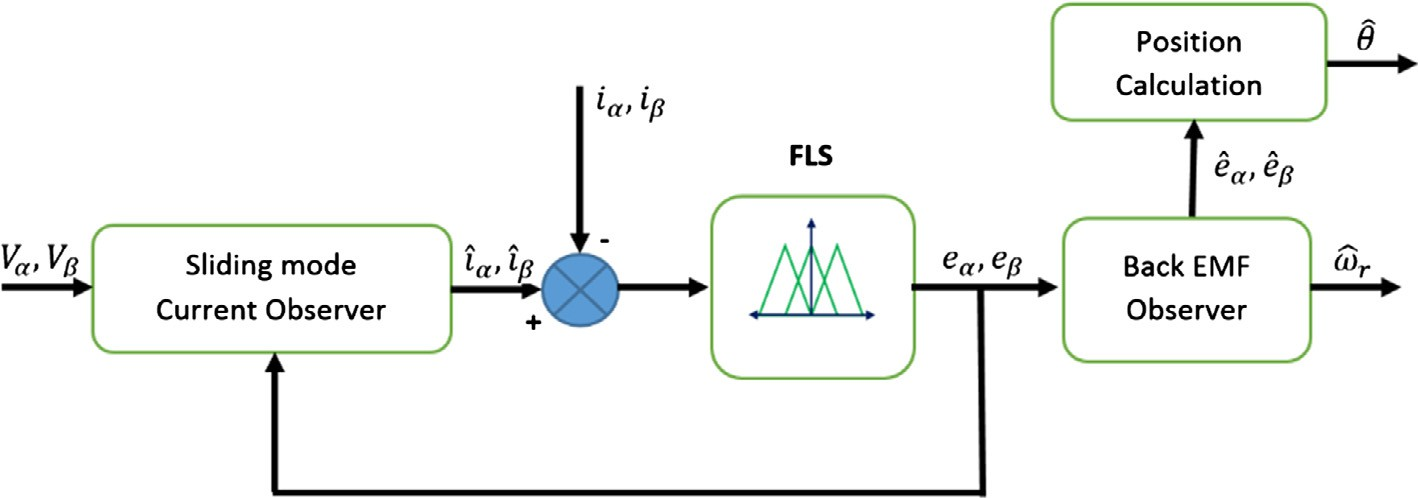 V_α, V_β
Sliding mode
Current Observer
î_α, î_β
+
-
i_α, i_β
FLS
e_α, e_β
Back EMF
Observer
ω̂_r
ê_α, ê_β
Position
Calculation
θ̂